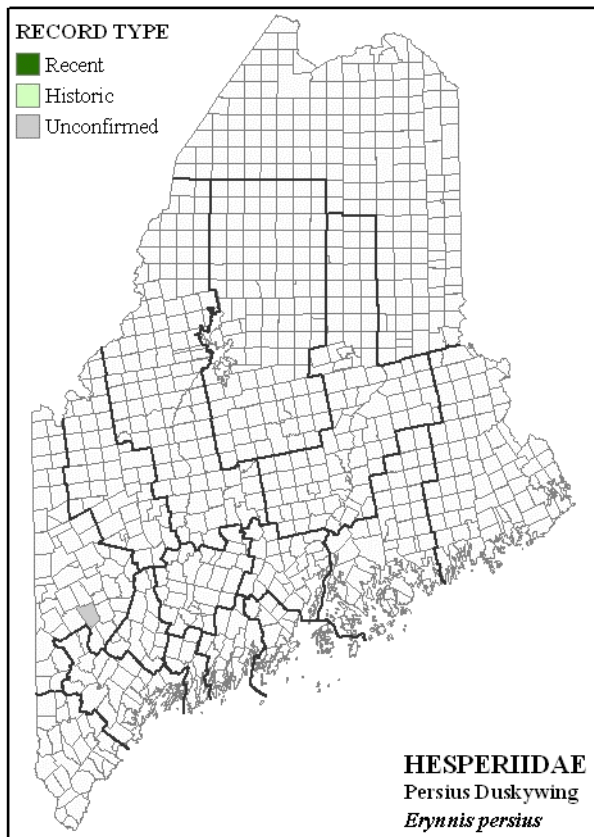 RECORD TYPE
Recent
Historic
Unconfirmed
HESPERIIDAE
Persius Duskywing
Erynnis persius